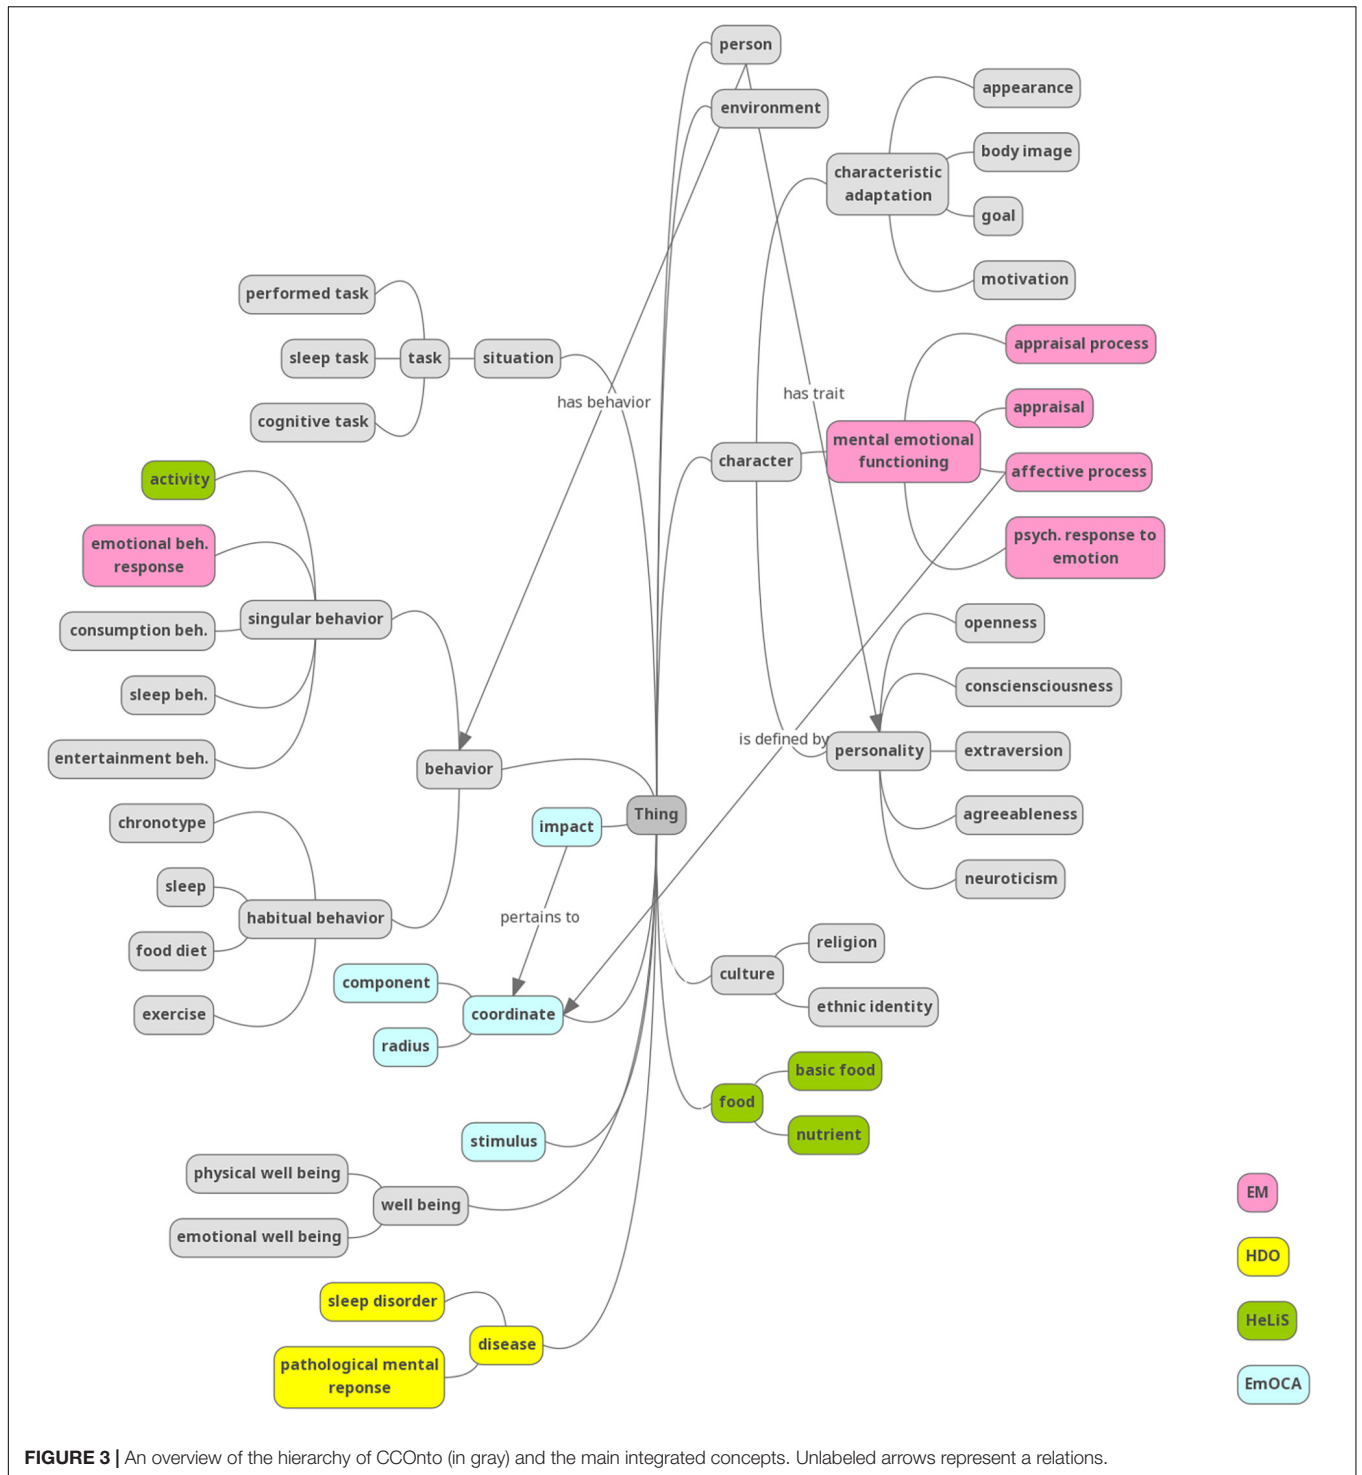 person
environment
appearance
body image
characteristic
adaptation
goal
motivation
performed task
sleep task
task
situation
cognitive task
has behavior
has trait
appraisal process
appraisal
mental emotional
functioning
character
affective process
psych. response to
emotion
activity
emotional beh.
response
singular behavior
consumption beh.
sleep beh.
entertainment beh.
openness
consciensciousness
is defined by
personality
extraversion
agreeableness
neuroticism
behavior
Thing
impact
chronotype
sleep
habitual behavior
food diet
exercise
pertains to
component
coordinate
radius
religion
culture
ethnic identity
basic food
food
nutrient
stimulus
physical well being
well being
emotional well being
sleep disorder
disease
pathological mental
reponse
EM
HDO
HeLiS
EmOCA
FIGURE 3 | An overview of the hierarchy of CCOnto (in gray) and the main integrated concepts. Unlabeled arrows represent a relations.